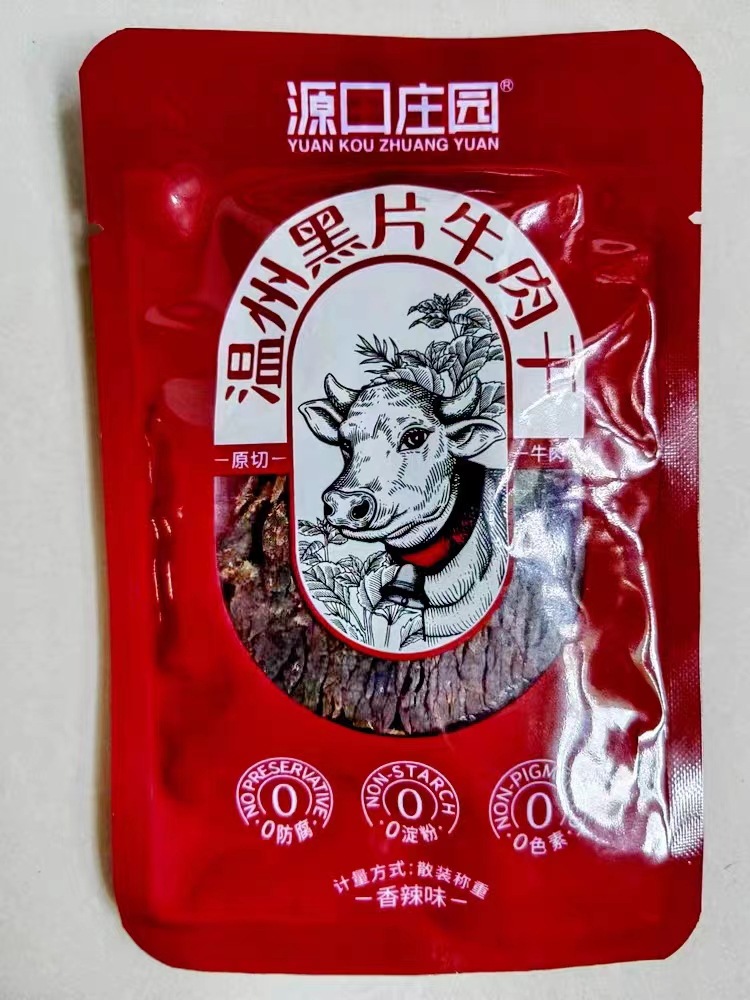 源口庄园®
YUAN KOU ZHUANG YUAN
温州黑片牛肉干
原切
牛肉
NO PRESERVATIVE
0
0防腐
NON-STARCH
0
0淀粉
NON-PIGM
0
0色素
计量方式:散装称重
香辣味